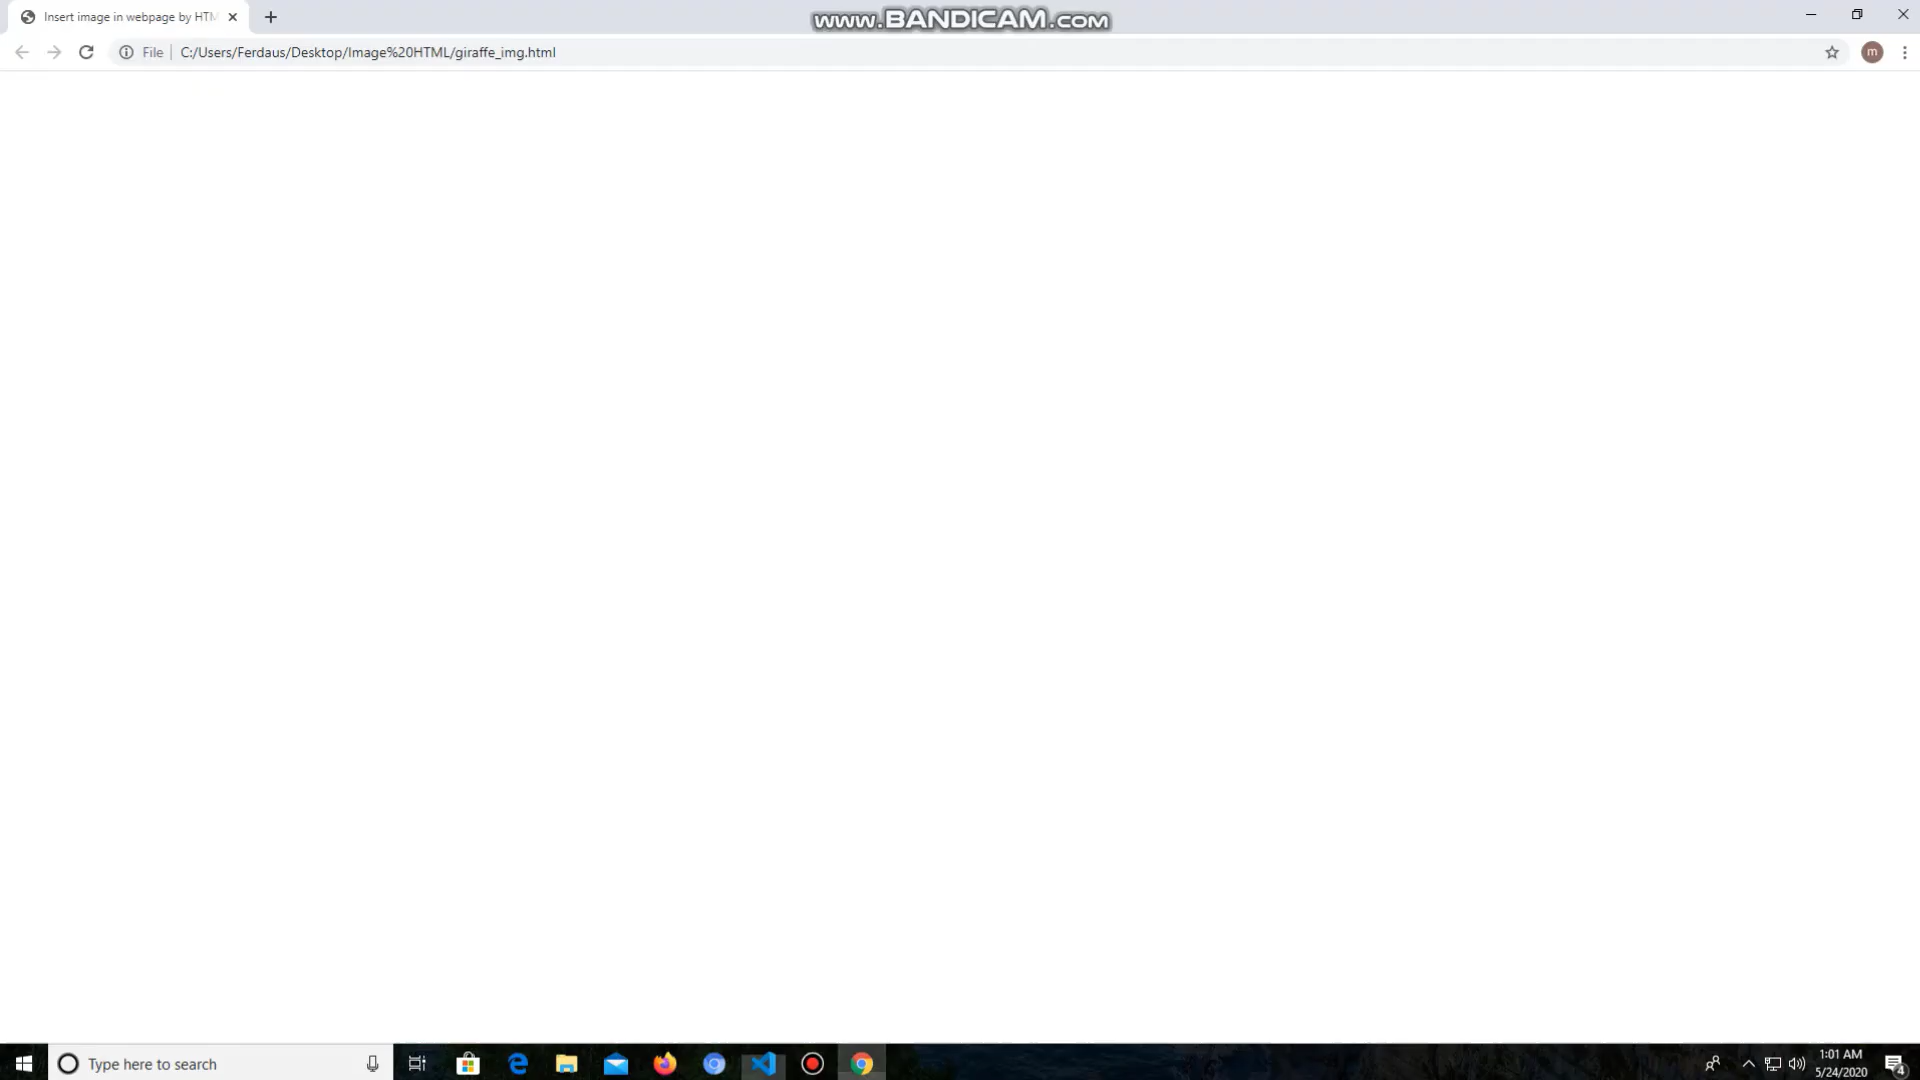 Insert image in webpage by HTM
www.BANDICAM.com
File
C:/Users/Ferdaus/Desktop/Image%20HTML/giraffe_img.html
m
Type here to search
1:01 AM
5/24/2020
4